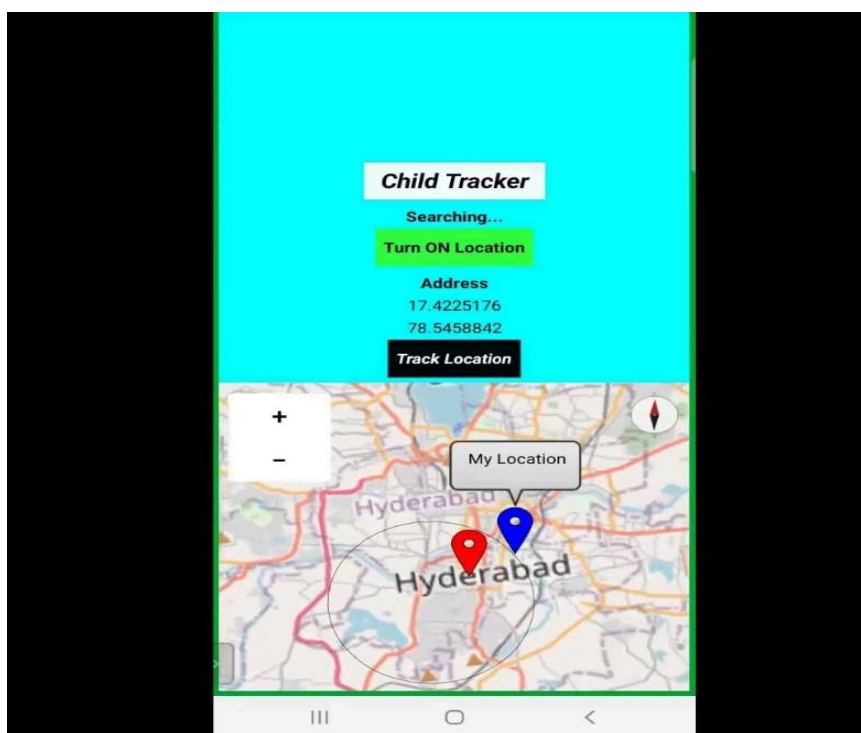 Child Tracker
Searching...
Turn ON Location
Address
17.4225176
78.5458842
Track Location
+
−
My Location
Hyderabad
Hyderabad